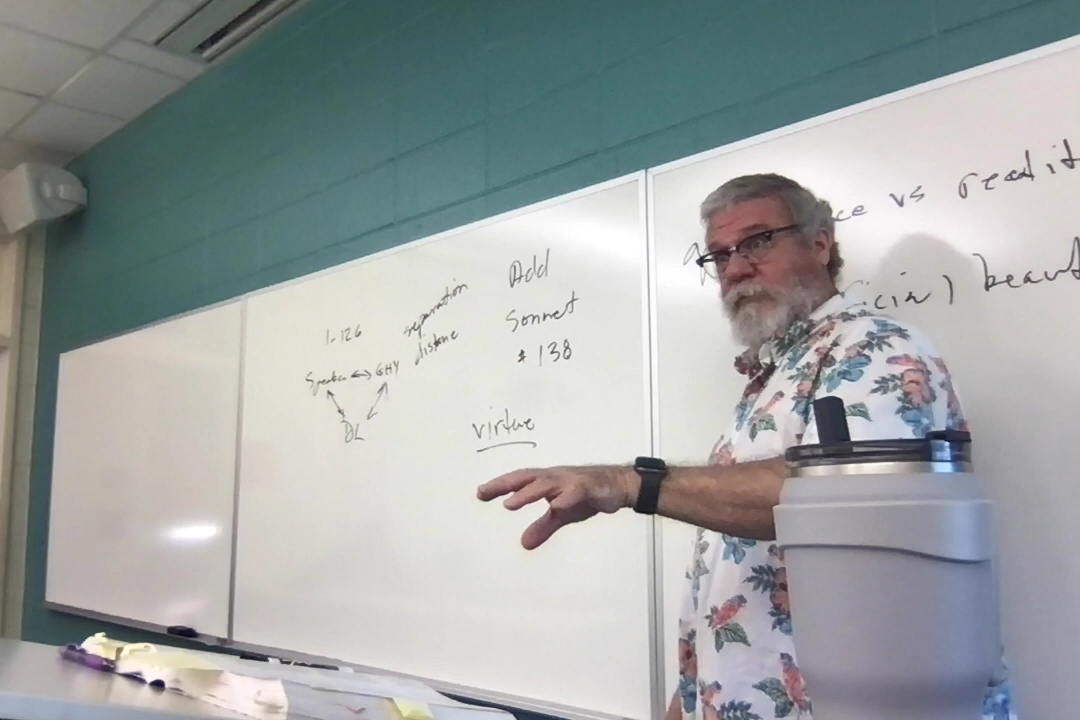 1-126
Speaker ↔ GHY
DL
separation
distance
Add
Sonnet
# 138
virtue
vs realit
beaut